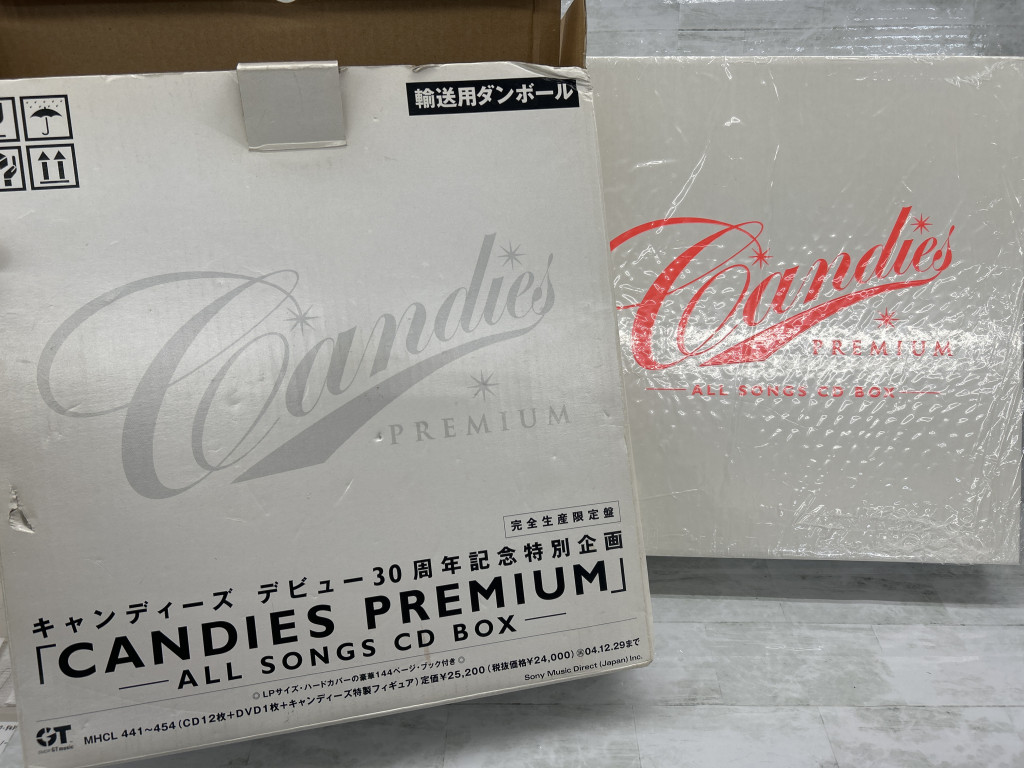 輸送用ダンボール
Candies
PREMIUM
完全生産限定盤
キャンディーズ デビュー30周年記念特別企画
「CANDIES PREMIUM」
ALL SONGS CD BOX
◎LPサイズ・ハードカバーの豪華144ページ・ブック付き◎
MHCL 441〜454(CD12枚+DVD1枚+キャンディーズ特製フィギュア)定価¥25,200(税抜価格¥24,000)Ⓡ04.12.29まで
Sony Music Direct (Japan) Inc.
GT
Candies
PREMIUM
ALL SONGS CD BOX